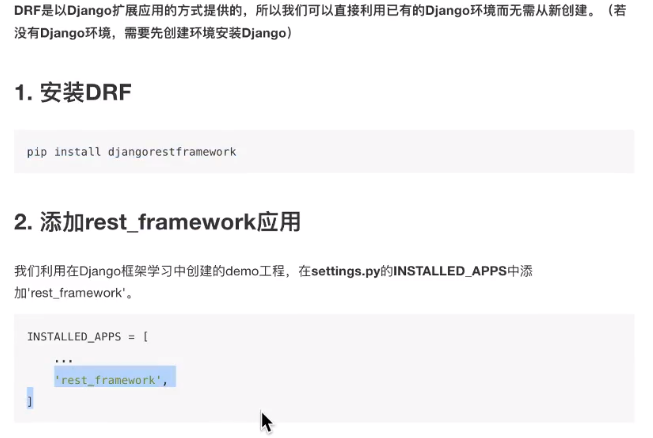 DRF是以Django扩展应用的方式提供的，所以我们可以直接利用已有的Django环境而无需从新创建。（若
没有Django环境，需要先创建环境安装Django）
1. 安装DRF
pip install djangorestframework
2. 添加rest_framework应用
我们利用在Django框架学习中创建的demo工程，在settings.py的INSTALLED_APPS中添
加'rest_framework'。
INSTALLED_APPS = [
...
'rest_framework',
]